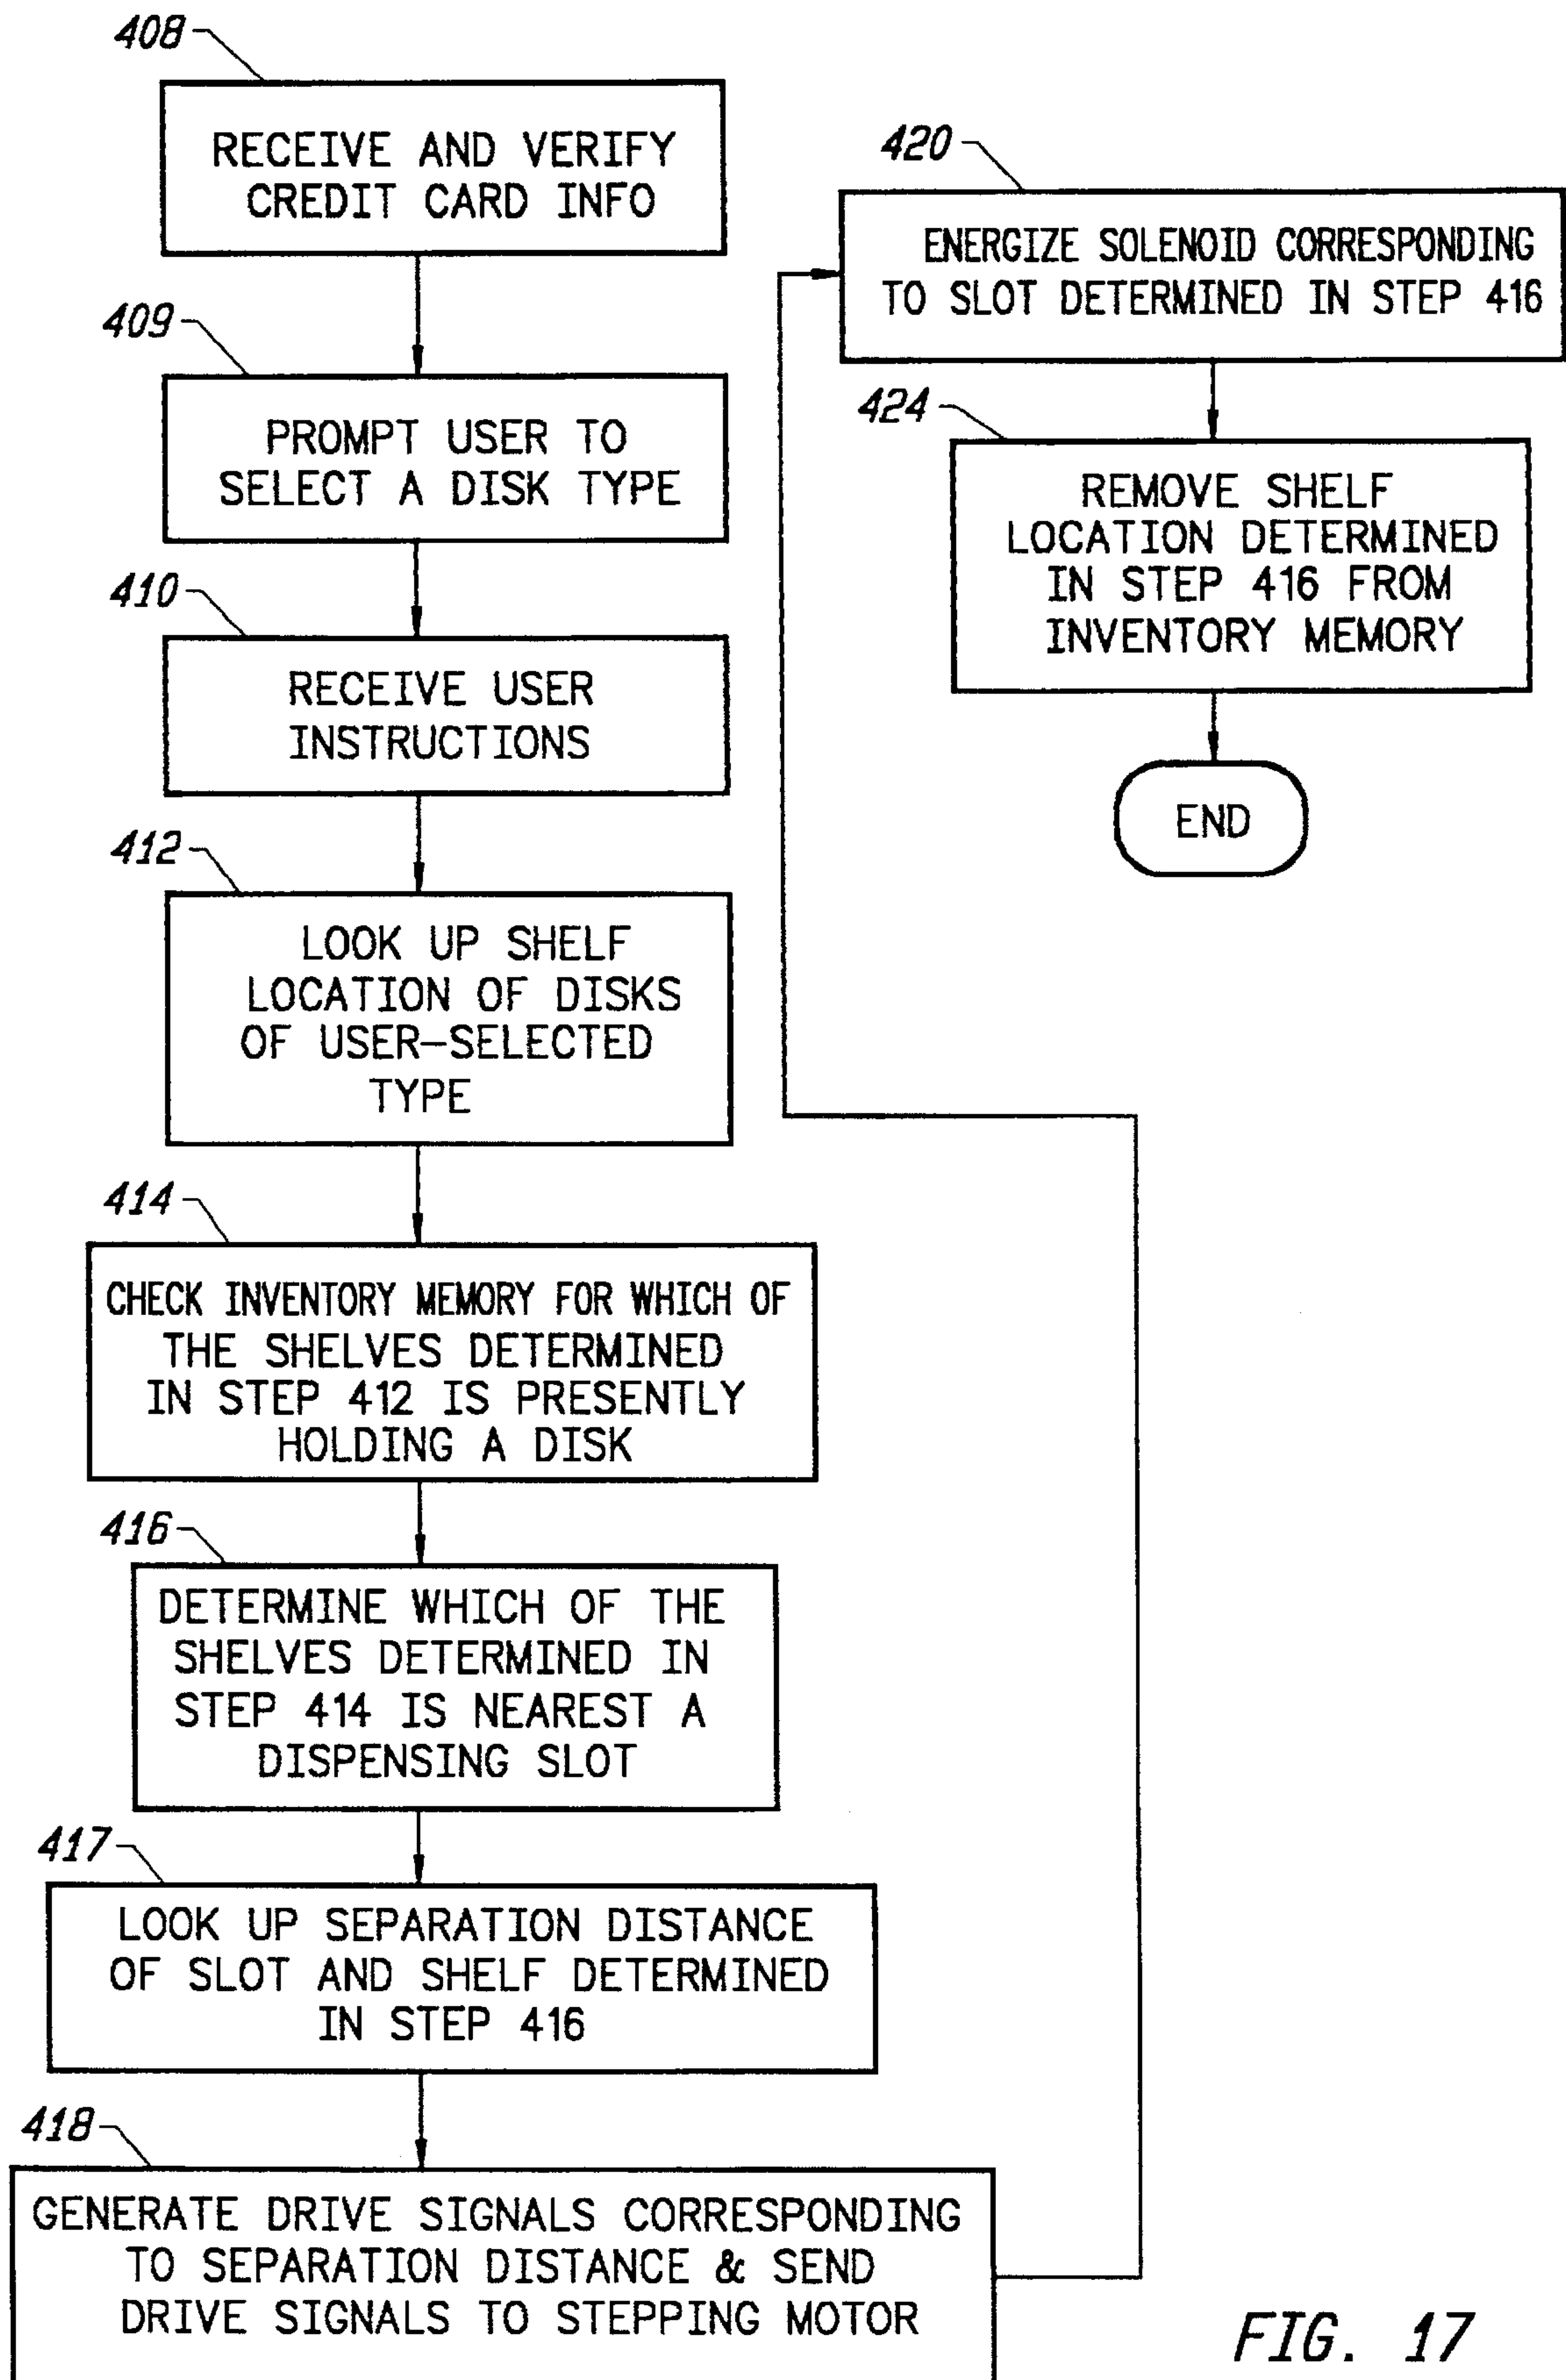 408
RECEIVE AND VERIFY
CREDIT CARD INFO
409
PROMPT USER TO
SELECT A DISK TYPE
410
RECEIVE USER
INSTRUCTIONS
412
LOOK UP SHELF
LOCATION OF DISKS
OF USER-SELECTED
TYPE
414
CHECK INVENTORY MEMORY FOR WHICH OF
THE SHELVES DETERMINED
IN STEP 412 IS PRESENTLY
HOLDING A DISK
416
DETERMINE WHICH OF THE
SHELVES DETERMINED IN
STEP 414 IS NEAREST A
DISPENSING SLOT
417
LOOK UP SEPARATION DISTANCE
OF SLOT AND SHELF DETERMINED
IN STEP 416
418
GENERATE DRIVE SIGNALS CORRESPONDING
TO SEPARATION DISTANCE & SEND
DRIVE SIGNALS TO STEPPING MOTOR
420
ENERGIZE SOLENOID CORRESPONDING
TO SLOT DETERMINED IN STEP 416
424
REMOVE SHELF
LOCATION DETERMINED
IN STEP 416 FROM
INVENTORY MEMORY
END
FIG. 17